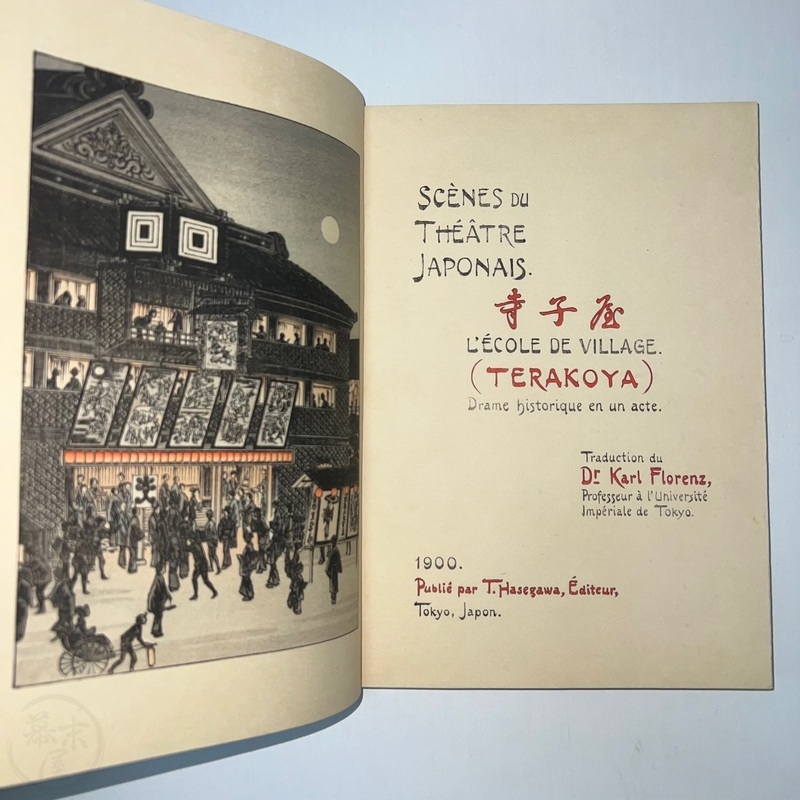 SCÈNES DU
THÉÂTRE
JAPONAIS.
寺子屋
L'ÉCOLE DE VILLAGE.
(TERAKOYA)
Drame historique en un acte.
Traduction du
Dr Karl Florenz,
Professeur à l'Université
Impériale de Tokyo.
1900.
Publié par T. Hasegawa, Éditeur,
Tokyo, Japon.